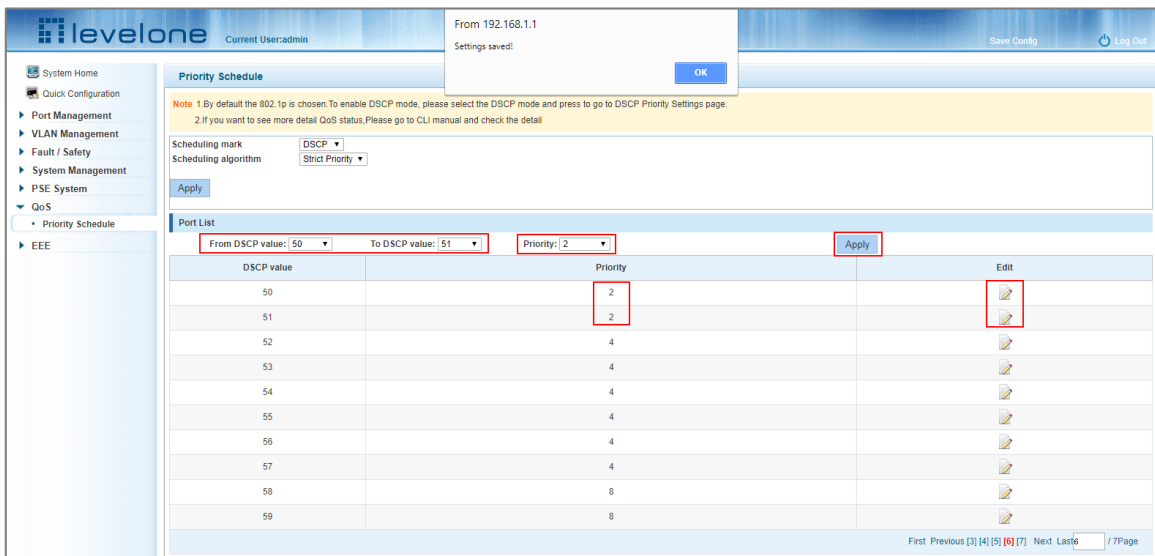 levelone
Current User:admin
From 192.168.1.1
Settings saved!
OK
Save Config
Log Out
System Home
Quick Configuration
Port Management
VLAN Management
Fault / Safety
System Management
PSE System
QoS
Priority Schedule
EEE
Priority Schedule
Note 1.By default the 802.1p is chosen.To enable DSCP mode, please select the DSCP mode and press to go to DSCP Priority Settings page.
2.If you want to see more detail QoS status,Please go to CLI manual and check the detail
Scheduling mark DSCP
Scheduling algorithm Strict Priority
Apply
Port List
From DSCP value: 50 To DSCP value: 51 Priority: 2 Apply
DSCP value Priority Edit
50 2
51 2
52 4
53 4
54 4
55 4
56 4
57 4
58 8
59 8
First Previous [3] [4] [5] [6] [7] Next Last 6 / 7Page